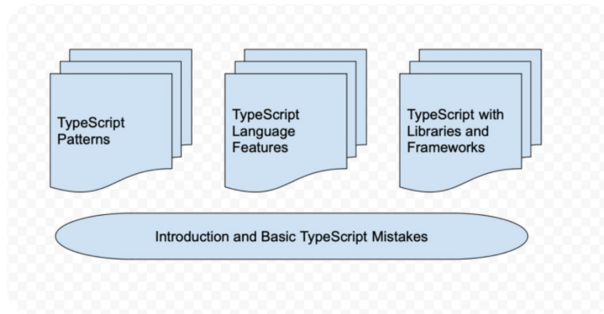 TypeScript
Patterns
TypeScript
Language
Features
TypeScript with
Libraries and
Frameworks
Introduction and Basic TypeScript Mistakes